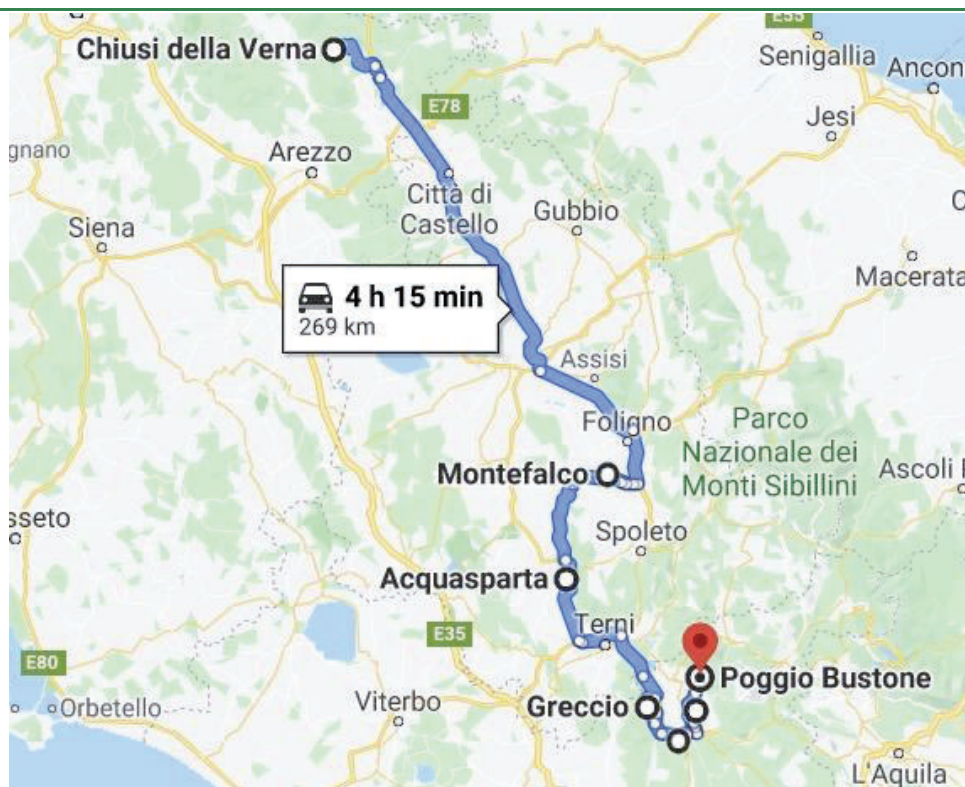 E55
Chiusi della Verna
Senigallia
Ancon
E78
Jesi
gnano
Arezzo
Città di
Castello
Gubbio
C
Siena
Macerata
4 h 15 min
269 km
Assisi
Foligno
Parco
Nazionale dei
Monti Sibillini
Montefalco
Ascoli
sseto
Spoleto
Acquasparta
Terni
E35
E80
Poggio Bustone
Orbetello
Viterbo
Greccio
L'Aquila